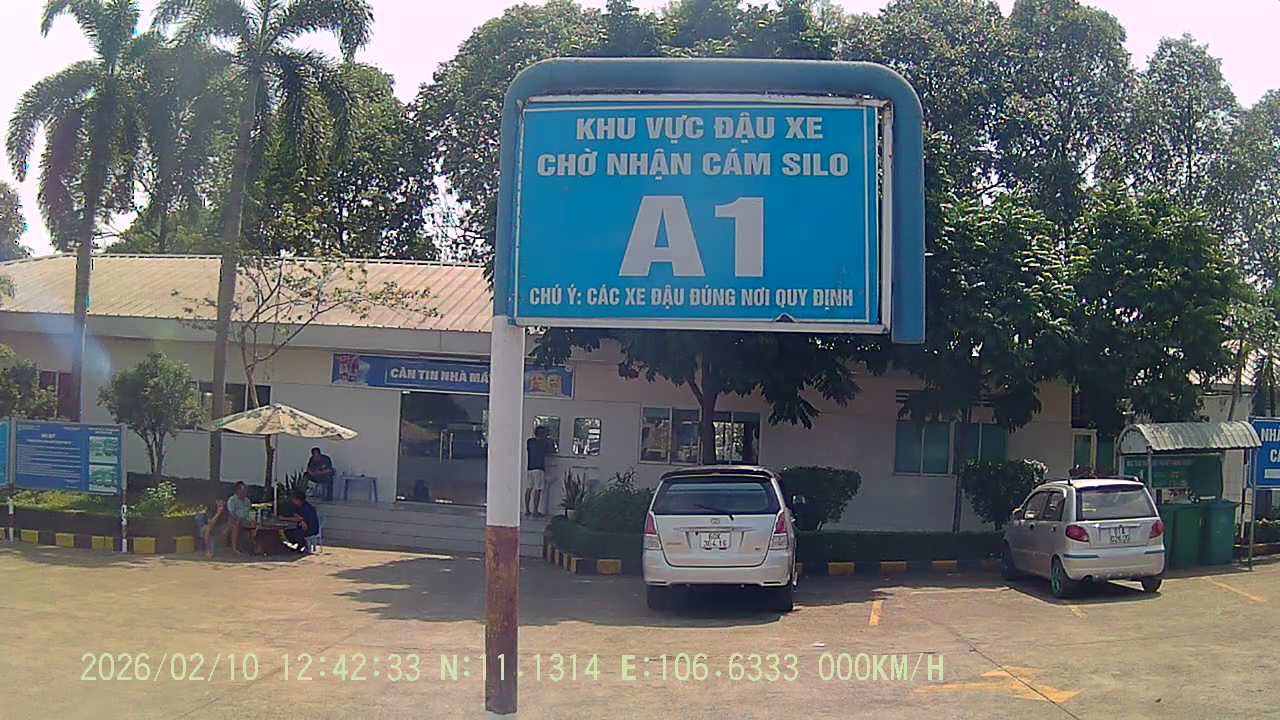 KHU VỰC ĐẬU XE
CHỜ NHẬN CÁM SILO
A1
CHÚ Ý: CÁC XE ĐẬU ĐÚNG NƠI QUY ĐỊNH
CĂN TIN NHÀ
60K
2026/02/10 12:42:33 N:11.1314 E:106.6333 000KM/H